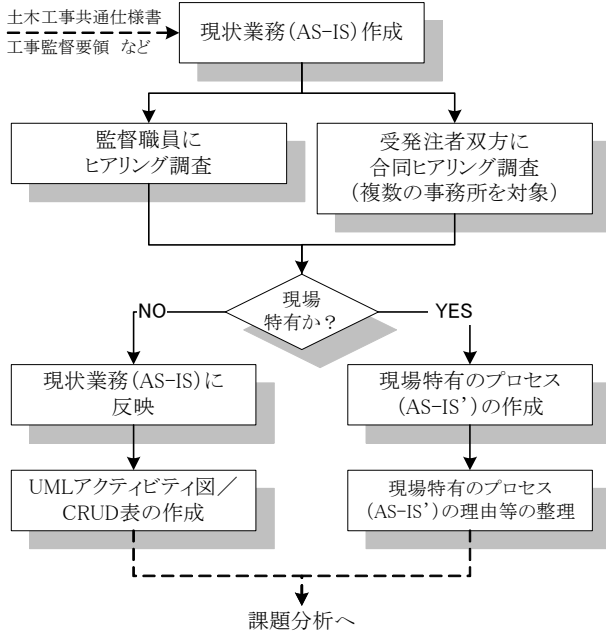 土木工事共通仕様書
工事監督要領 など
現状業務(AS-IS)作成
監督職員に
ヒアリング調査
受発注者双方に
合同ヒアリング調査
(複数の事務所を対象)
現場
特有か?
NO
YES
現状業務(AS-IS)に
反映
現場特有のプロセス
(AS-IS’)の作成
UMLアクティビティ図/
CRUD表の作成
現場特有のプロセス
(AS-IS’)の理由等の整理
課題分析へ